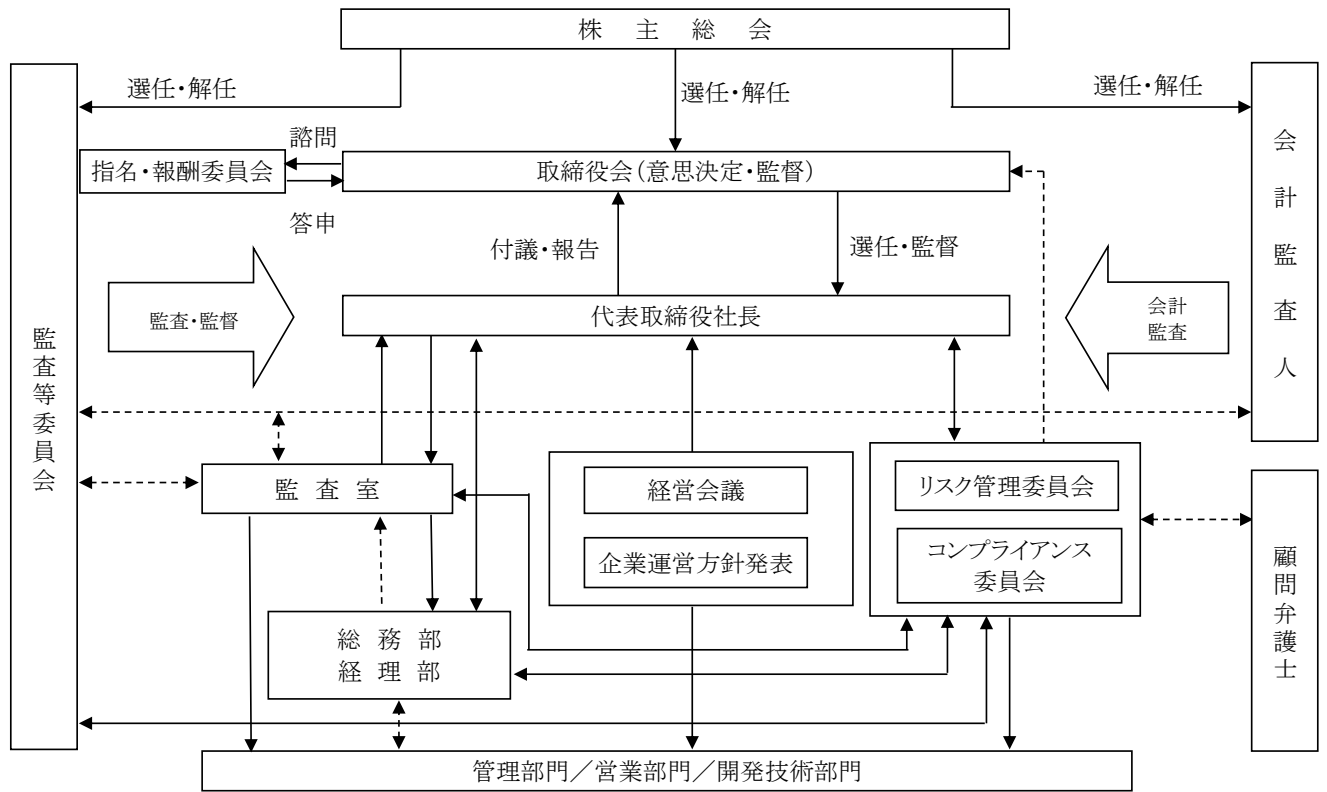 株主総会
選任・解任
選任・解任
選任・解任
諮問
指名・報酬委員会
取締役会(意思決定・監督)
答申
付議・報告
選任・監督
監査・監督
代表取締役社長
会計
監査
会計監査人
監査等委員会
監査室
経営会議
企業運営方針発表
リスク管理委員会
コンプライアンス
委員会
顧問弁護士
総務部
経理部
管理部門/営業部門/開発技術部門